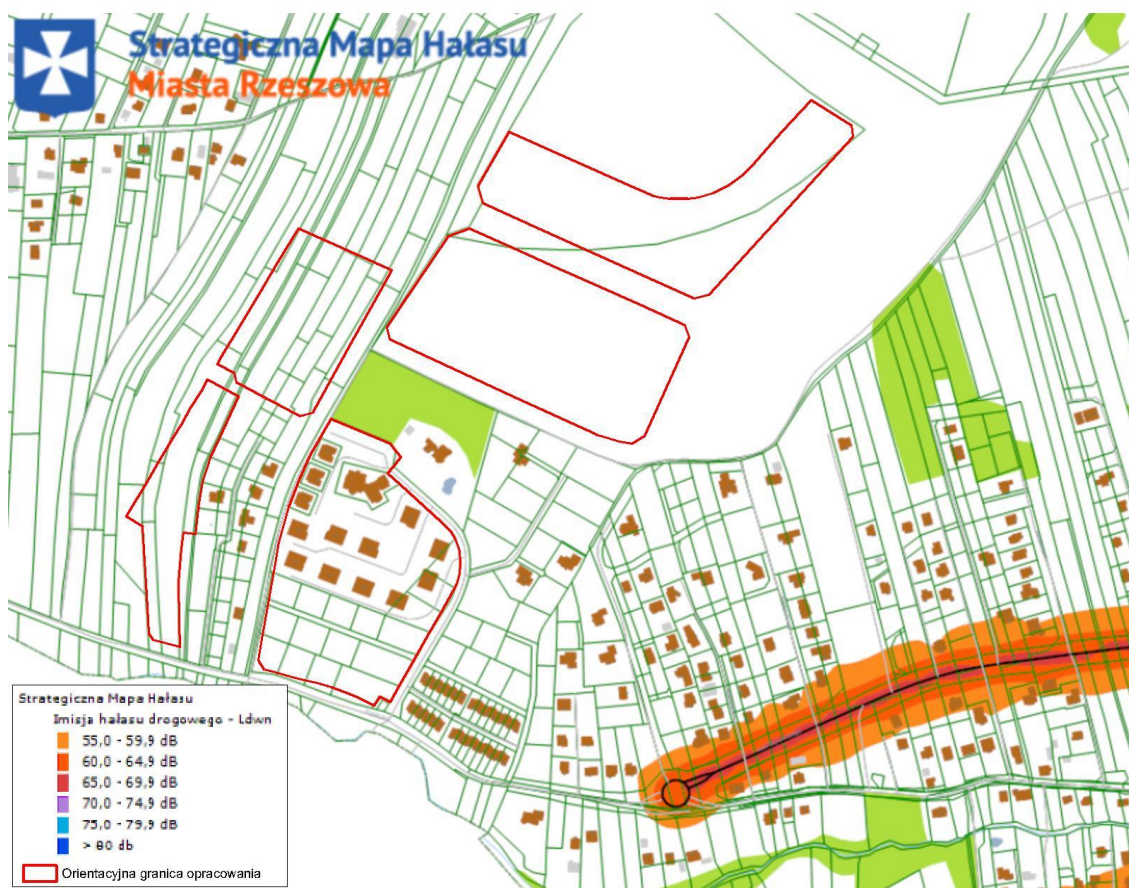 Strategiczna Mapa Hałasu
Miasta Rzeszowa
Strategiczna Mapa Hałasu
Imisja hałasu drogowego - Ldwn
55,0 - 59,9 dB
60,0 - 64,9 dB
65,0 - 69,9 dB
70,0 - 74,9 dB
75,0 - 79,9 dB
> 80 db
Orientacyjna granica opracowania